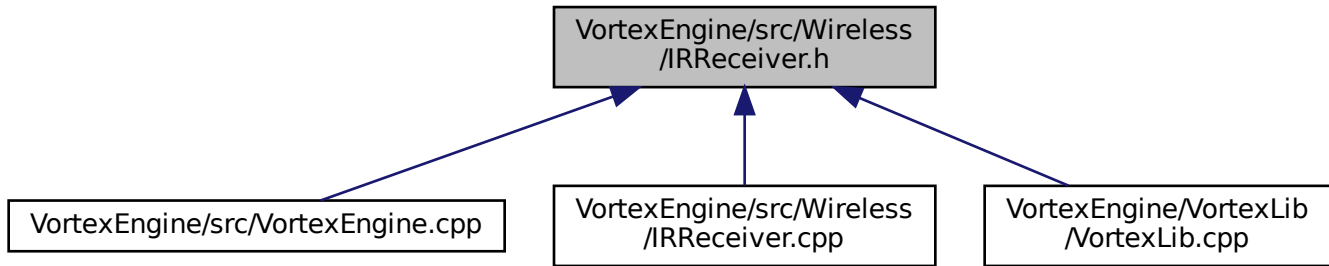 VortexEngine/src/Wireless
/IRReceiver.h
VortexEngine/src/VortexEngine.cpp
VortexEngine/src/Wireless
/IRReceiver.cpp
VortexEngine/VortexLib
/VortexLib.cpp